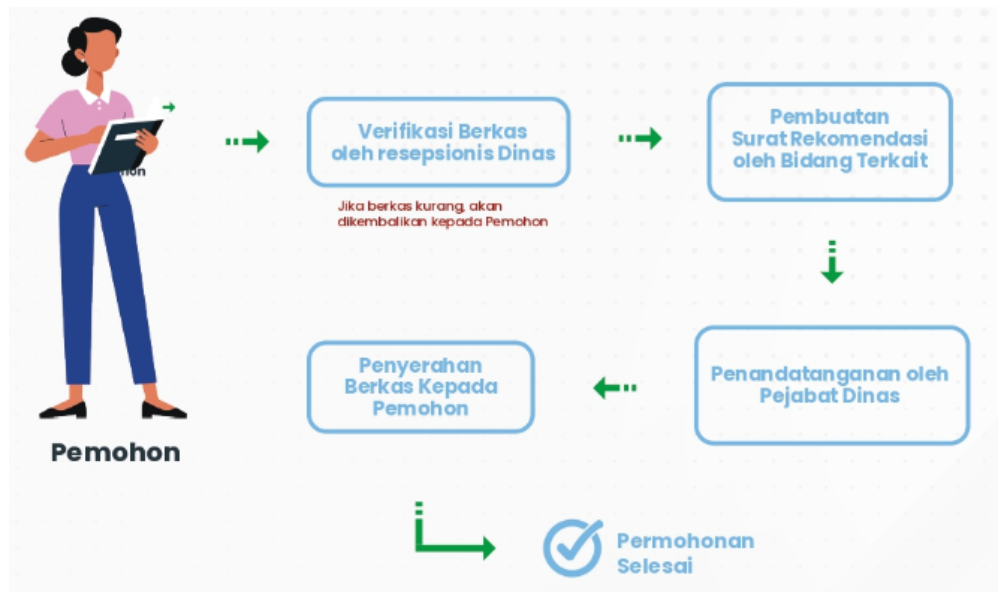 Verifikasi Berkas
oleh resepsionis Dinas
Jika berkas kurang, akan
dikembalikan kepada Pemohon
Pembuatan
Surat Rekomendasi
oleh Bidang Terkait
Penandatanganan oleh
Pejabat Dinas
Penyerahan
Berkas Kepada
Pemohon
Pemohon
Permohonan
Selesai